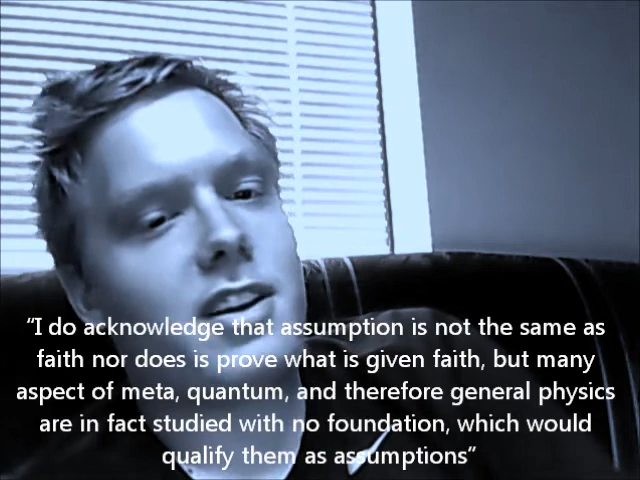 “I do acknowledge that assumption is not the same as
faith nor does is prove what is given faith, but many
aspect of meta, quantum, and therefore general physics
are in fact studied with no foundation, which would
qualify them as assumptions”